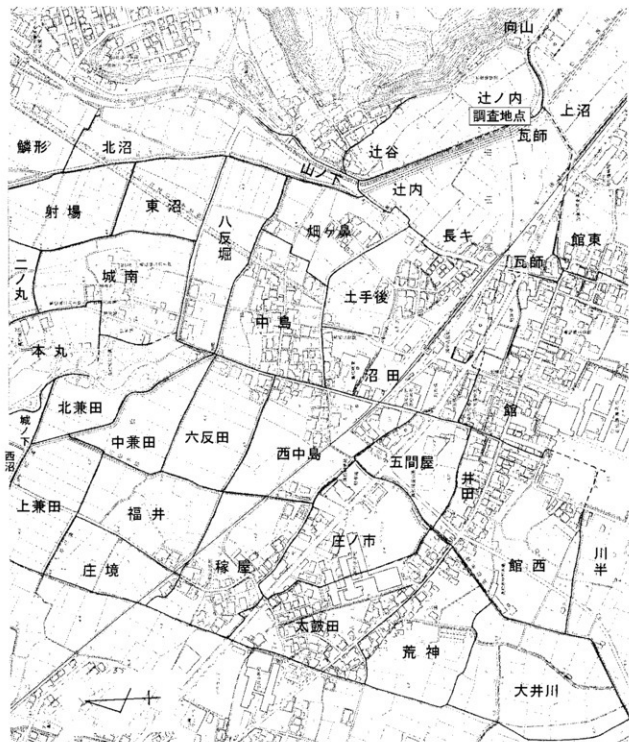 向山
辻ノ内
上沼
調査地点
瓦師
鱗形
北沼
辻谷
山ノ下
辻内
射場
東沼
八反堀
畑ヶ鼻
長キ
館東
二ノ丸
城南
土手後
瓦師
中島
本丸
沼田
北兼田
館
城ノ下
中兼田
六反田
西中島
五間屋
西沼
井田
上兼田
福井
庄ノ市
館西
川半
庄境
稼屋
太鼓田
荒神
大井川